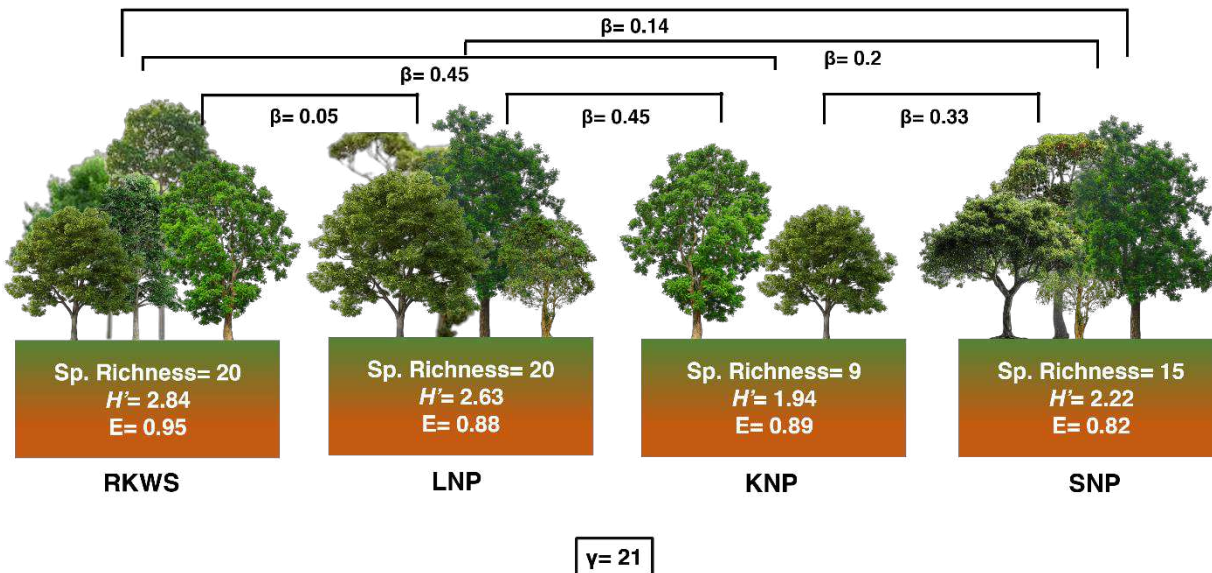 β= 0.14
β= 0.2
β= 0.45
β= 0.05
β= 0.45
β= 0.33
Sp. Richness= 20
H'= 2.84
E= 0.95
RKWS
Sp. Richness= 20
H'= 2.63
E= 0.88
LNP
Sp. Richness= 9
H'= 1.94
E= 0.89
KNP
Sp. Richness= 15
H'= 2.22
E= 0.82
SNP
γ= 21